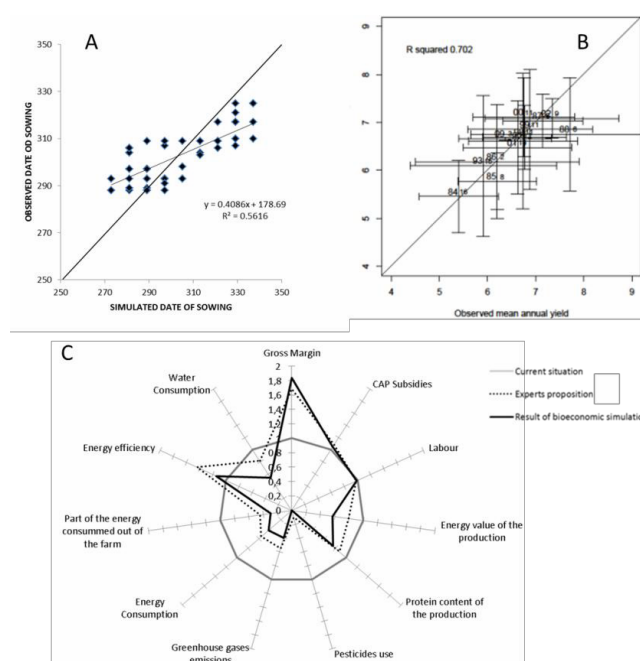 A
OBSERVED DATE OD SOWING
350
330
310
290
270
250
y = 0.4086x + 178.69
R² = 0.5616
250 270 290 310 330 350
SIMULATED DATE OF SOWING
B
R squared 0.702
9
8
7
6
5
4
4 5 6 7 8 9
Observed mean annual yield
C
Gross Margin
CAP Subsidies
Labour
Energy value of the
production
Protein content of
the production
Pesticides use
Greenhouse gases
emissions
Energy
Consumption
Part of the energy
consummed out of
the farm
Energy efficiency
Water
Consumption
2
1,8
1,6
1,4
1,2
1
0,8
0,6
0,4
0,2
0
Current situation
Experts proposition
Result of bioeconomic simulatio